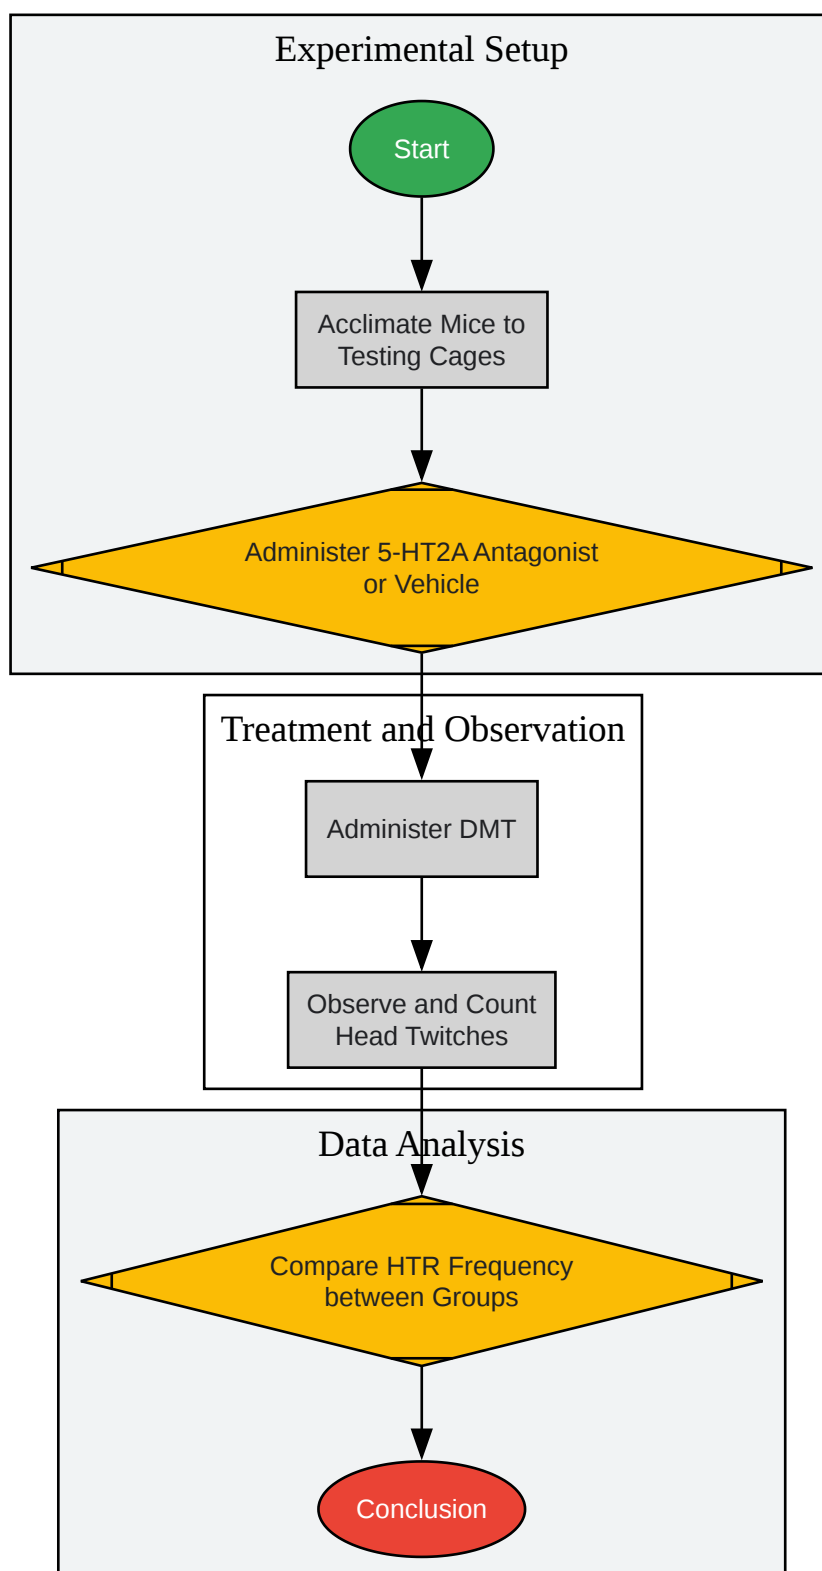 Experimental Setup
Start
Acclimate Mice to
Testing Cages
Administer 5-HT2A Antagonist
or Vehicle
Treatment and Observation
Administer DMT
Observe and Count
Head Twitches
Data Analysis
Compare HTR Frequency
between Groups
Conclusion